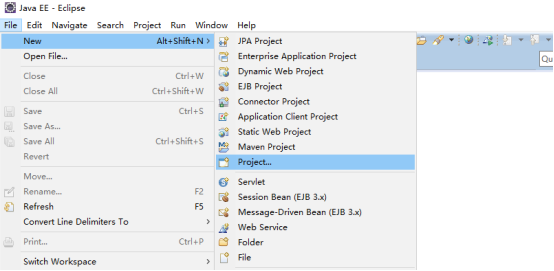 Java EE - Eclipse
File Edit Navigate Search Project Run Window Help
New Alt+Shift+N >
Open File...
Close Ctrl+W
Close All Ctrl+Shift+W
Save Ctrl+S
Save As...
Save All Ctrl+Shift+S
Revert
Move...
Rename... F2
Refresh F5
Convert Line Delimiters To >
Print... Ctrl+P
Switch Workspace >
JPA Project
Enterprise Application Project
Dynamic Web Project
EJB Project
Connector Project
Application Client Project
Static Web Project
Maven Project
Project...
Servlet
Session Bean (EJB 3.x)
Message-Driven Bean (EJB 3.x)
Web Service
Folder
File
Qu